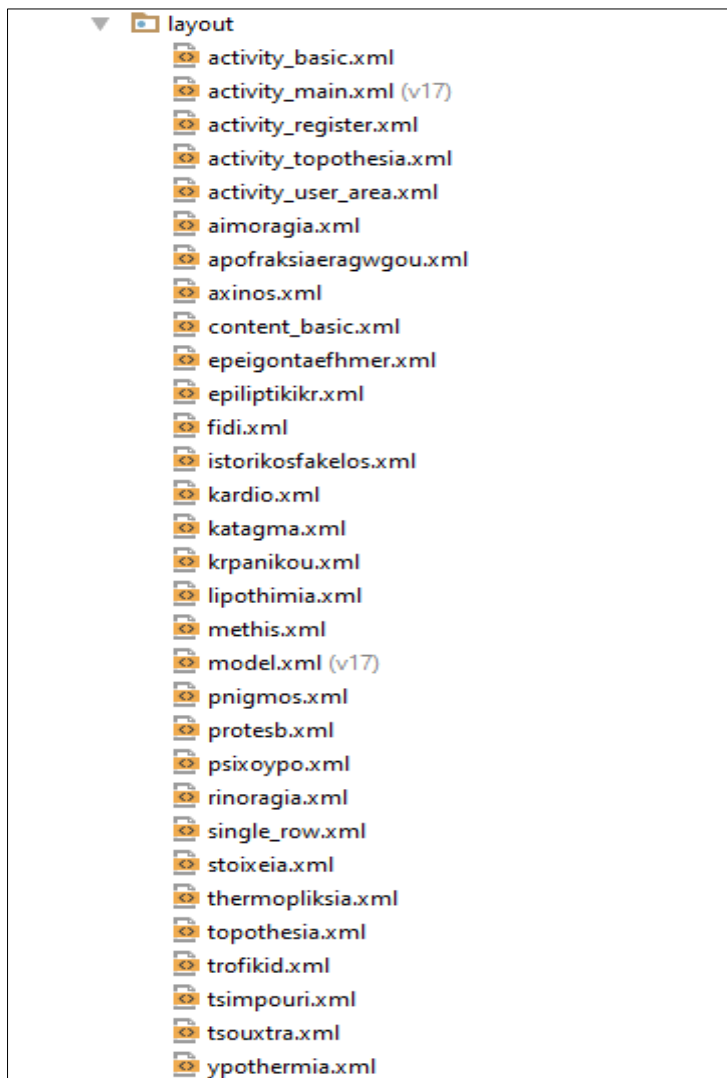 layout
activity_basic.xml
activity_main.xml (v17)
activity_register.xml
activity_topothesia.xml
activity_user_area.xml
aimoragia.xml
apofraksiaeragwgou.xml
axinos.xml
content_basic.xml
epeigontaefhmer.xml
epiliptikikr.xml
fidi.xml
istorikosfakelos.xml
kardio.xml
katagma.xml
krpanikou.xml
lipothimia.xml
methis.xml
model.xml (v17)
pnigmos.xml
protesb.xml
psixoypo.xml
rinoragia.xml
single_row.xml
stoixeia.xml
thermopliksia.xml
topothesia.xml
trofikid.xml
tsimpouri.xml
tsouxtra.xml
ypothermia.xml